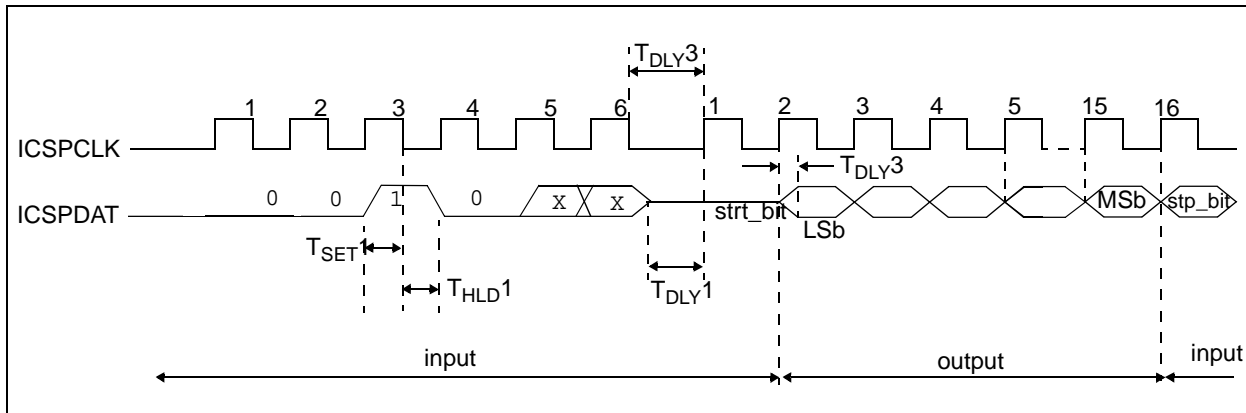 TDLY3
1 2 3 4 5 6 1 2 3 4 5 15 16
ICSPCLK
TDLY3
ICSPDAT
0 0 1 0 X X strt_bit LSb MSb stp_bit
TSET1
THLD1
TDLY1
input output input